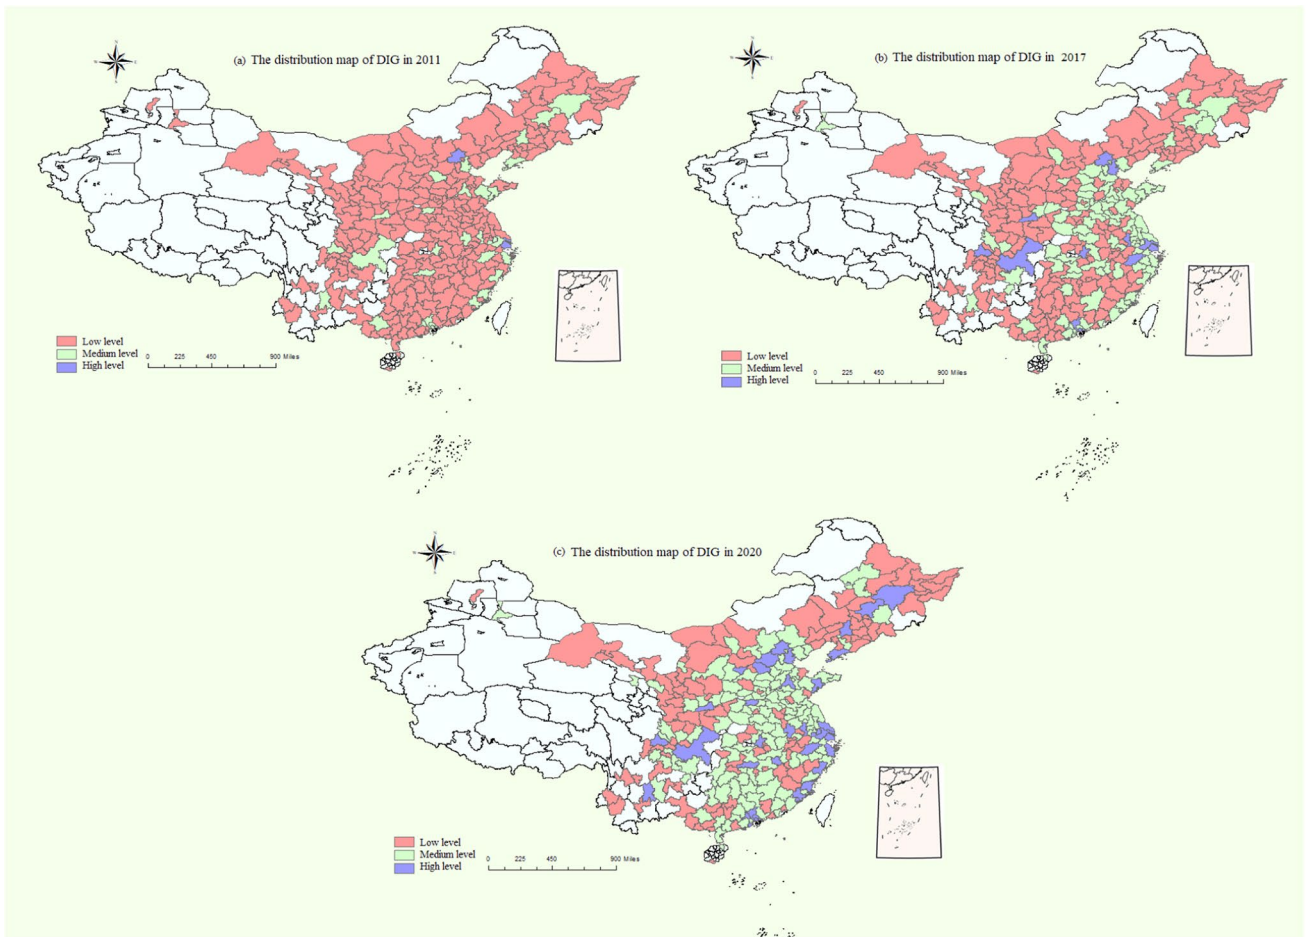 (a) The distribution map of DIG in 2011
N
W
E
S
Low level
Medium level
High level
0 225 450 900 Miles
(b) The distribution map of DIG in 2017
N
W
E
S
Low level
Medium level
High level
0 225 450 900 Miles
(c) The distribution map of DIG in 2020
N
W
E
S
Low level
Medium level
High level
0 225 450 900 Miles